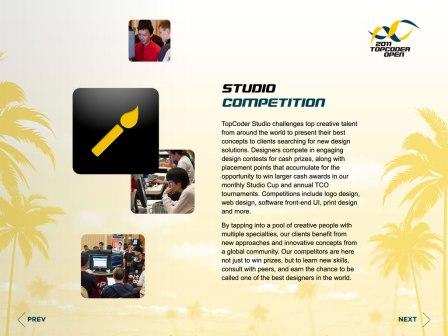 2011
TOPCODER
OPEN
STUDIO
COMPETITION
TopCoder Studio challenges top creative talent
from around the world to present their best
concepts to clients searching for new design
solutions. Designers compete in engaging
design contests for cash prizes, along with
placement points that accumulate for the
opportunity to win larger cash awards in our
monthly Studio Cup and annual TCO
tournaments. Competitions include logo design,
web design, software front-end UI, print design
and more.
By tapping into a pool of creative people with
multiple specialties, our clients benefit from
new approaches and innovative concepts from
a global community. Our competitors are here
not just to win prizes, but to learn new skills,
consult with peers, and earn the chance to be
called one of the best designers in the world.
PREV
NEXT